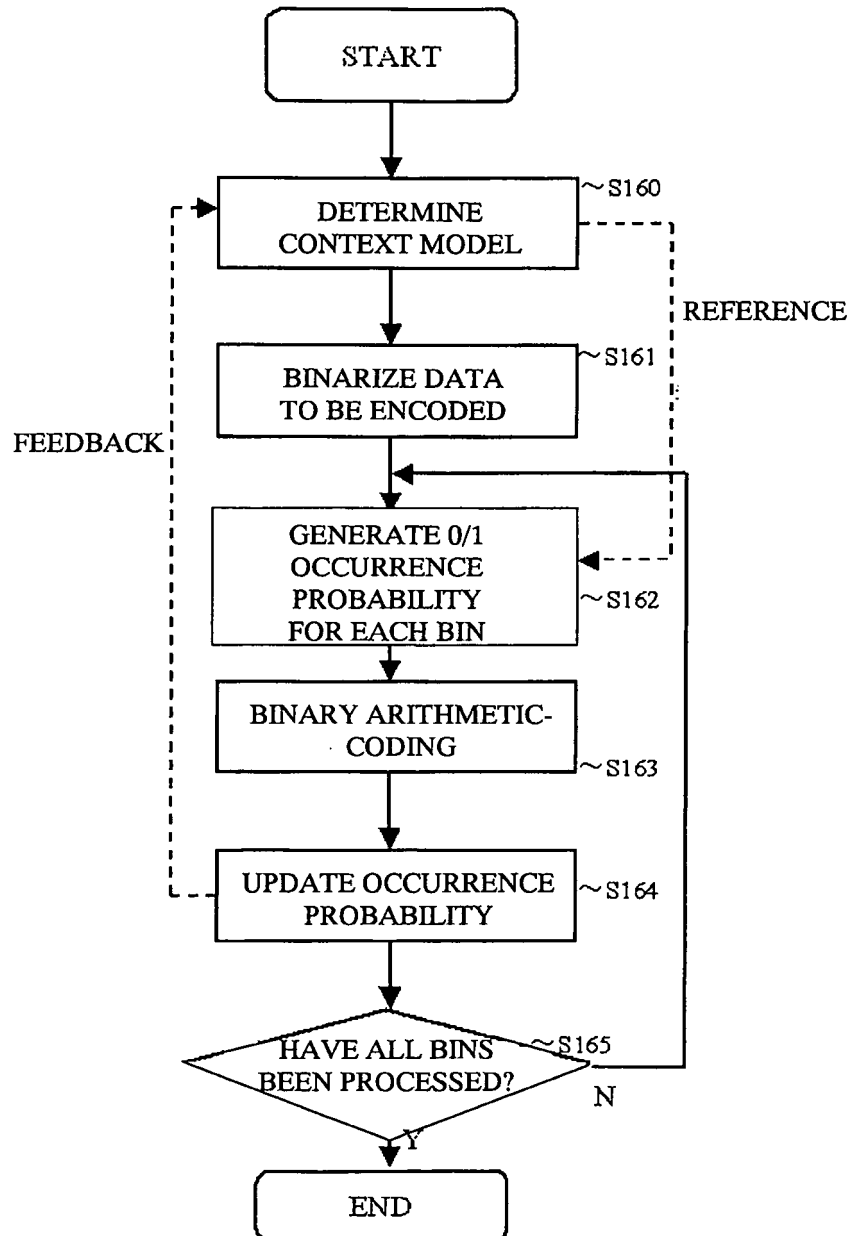 START
~S160
DETERMINE
CONTEXT MODEL
REFERENCE
~S161
BINARIZE DATA
TO BE ENCODED
FEEDBACK
GENERATE 0/1
OCCURRENCE
PROBABILITY
~S162
FOR EACH BIN
BINARY ARITHMETIC-
CODING
~S163
UPDATE OCCURRENCE
~S164
PROBABILITY
~S165
HAVE ALL BINS
BEEN PROCESSED?
N
Y
END